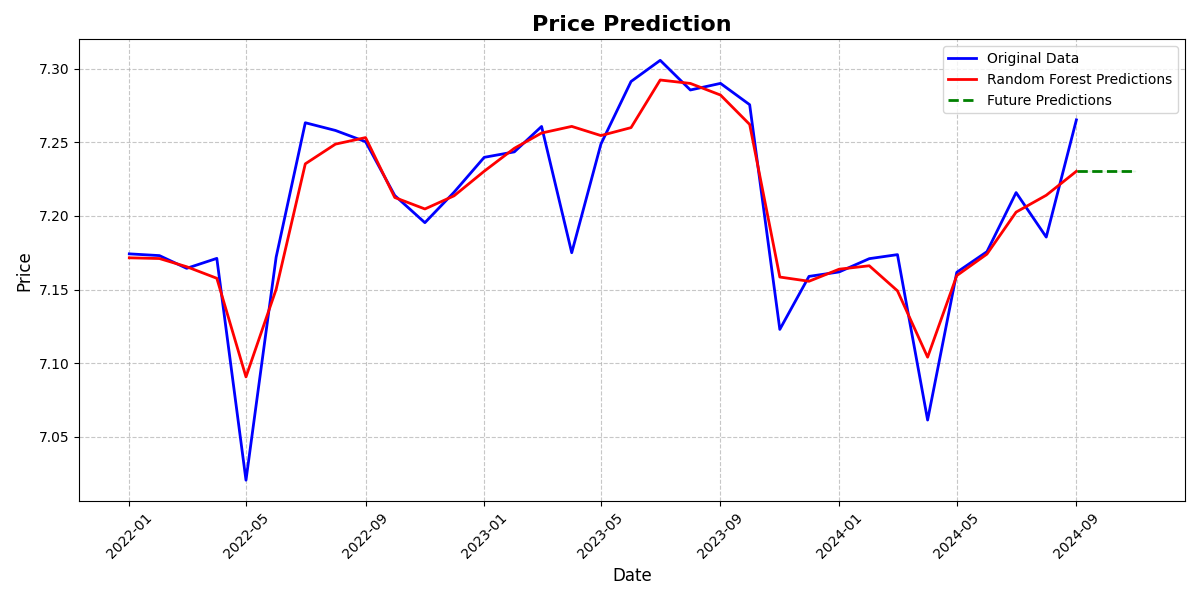 Price Prediction
Original Data
Random Forest Predictions
Future Predictions
Price
7.30
7.25
7.20
7.15
7.10
7.05
2022-01
2022-05
2022-09
2023-01
2023-05
2023-09
2024-01
2024-05
2024-09
Date